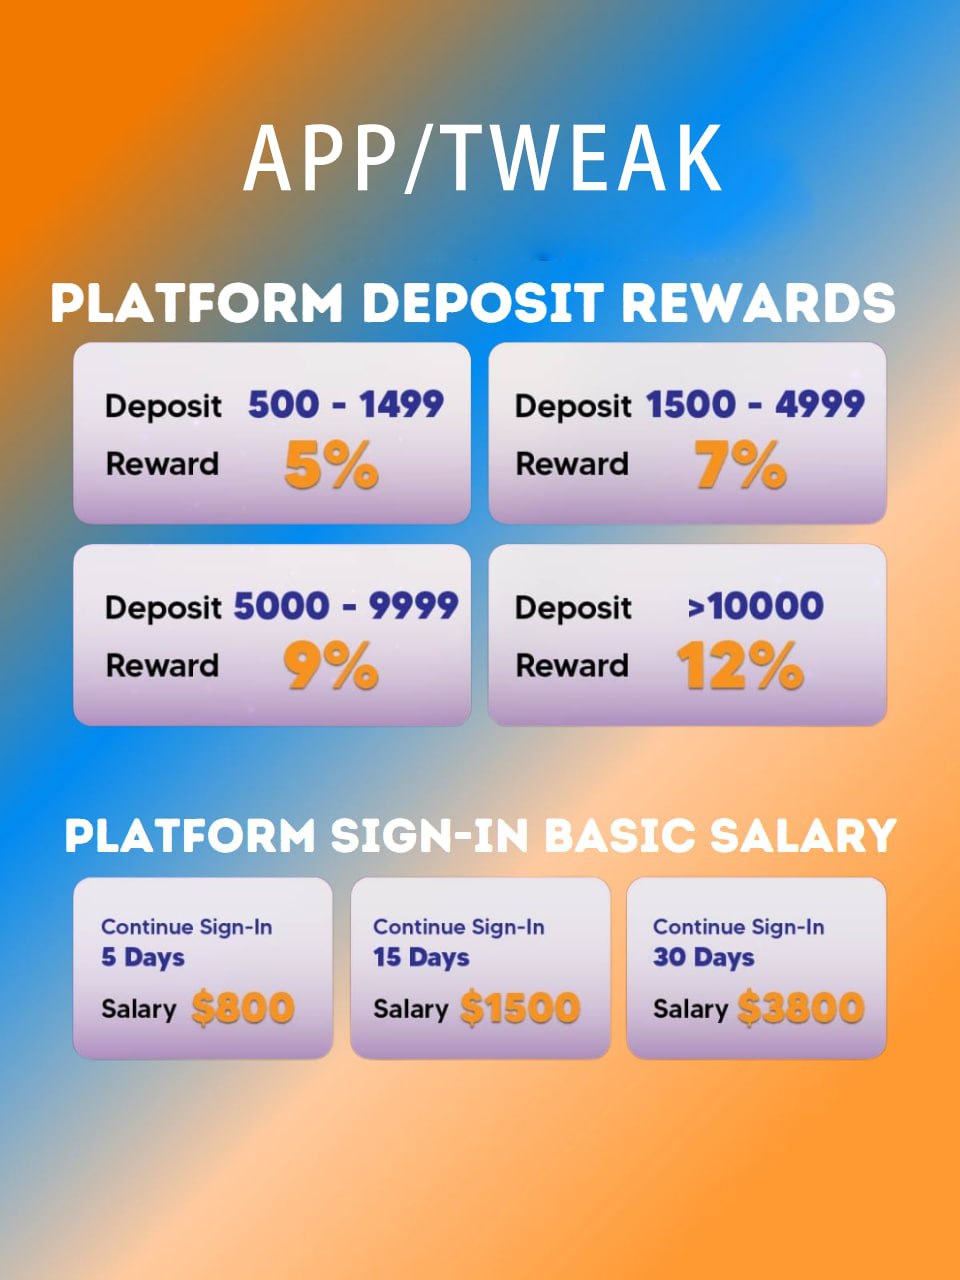 APP/TWEAK
PLATFORM DEPOSIT REWARDS
Deposit 500 - 1499
Reward 5%
Deposit 1500 - 4999
Reward 7%
Deposit 5000 - 9999
Reward 9%
Deposit >10000
Reward 12%
PLATFORM SIGN-IN BASIC SALARY
Continue Sign-In
5 Days
Salary $800
Continue Sign-In
15 Days
Salary $1500
Continue Sign-In
30 Days
Salary $3800